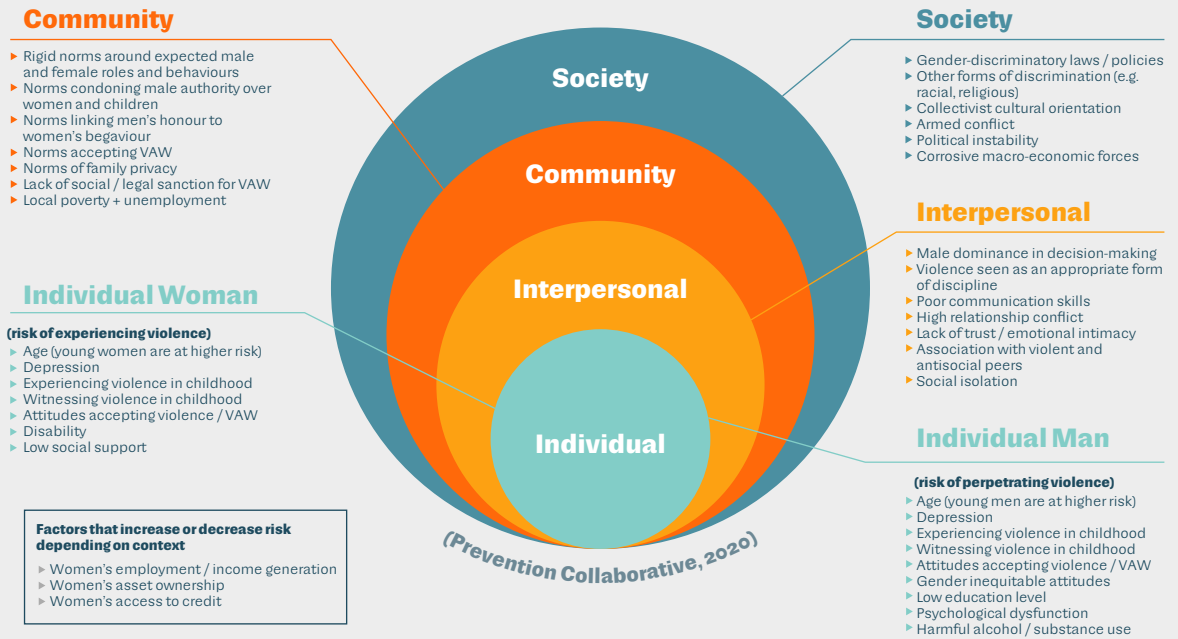 Community
Rigid norms around expected male
and female roles and behaviours
Norms condoning male authority over
women and children
Norms linking men's honour to
women's begaviour
Norms accepting VAW
Norms of family privacy
Lack of social / legal sanction for VAW
Local poverty + unemployment
Individual Woman
(risk of experiencing violence)
Age (young women are at higher risk)
Depression
Experiencing violence in childhood
Witnessing violence in childhood
Attitudes accepting violence / VAW
Disability
Low social support
Factors that increase or decrease risk
depending on context
Women's employment / income generation
Women's asset ownership
Women's access to credit
Society
Community
Interpersonal
Individual
(Prevention Collaborative, 2020)
Society
Gender-discriminatory laws / policies
Other forms of discrimination (e.g.
racial, religious)
Collectivist cultural orientation
Armed conflict
Political instability
Corrosive macro-economic forces
Interpersonal
Male dominance in decision-making
Violence seen as an appropriate form
of discipline
Poor communication skills
High relationship conflict
Lack of trust / emotional intimacy
Association with violent and
antisocial peers
Social isolation
Individual Man
(risk of perpetrating violence)
Age (young men are at higher risk)
Depression
Experiencing violence in childhood
Witnessing violence in childhood
Attitudes accepting violence / VAW
Gender inequitable attitudes
Low education level
Psychological dysfunction
Harmful alcohol / substance use